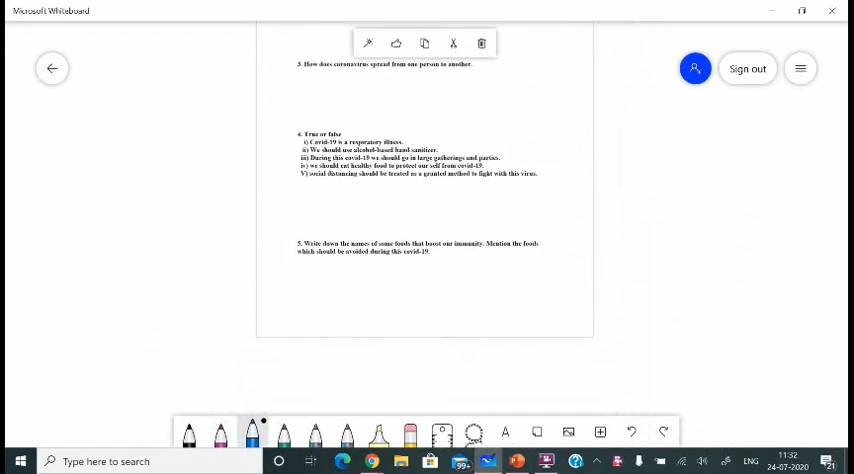 Microsoft Whiteboard
3. How does coronavirus spread from one person to another.
Sign out
4. True or false
i) Covid-19 is a respiratory illness.
ii) We should use alcohol-based hand sanitizer.
iii) During this covid-19 we should go in large gatherings and parties.
iv) we should eat healthy food to protect our self from covid-19.
V) social distancing should be treated as a granted method to fight with this virus.
5. Write down the names of some foods that boost our immunity. Mention the foods
which should be avoided during this covid-19.
A
Type here to search
99+
ENG
11:32
24-07-2020
21